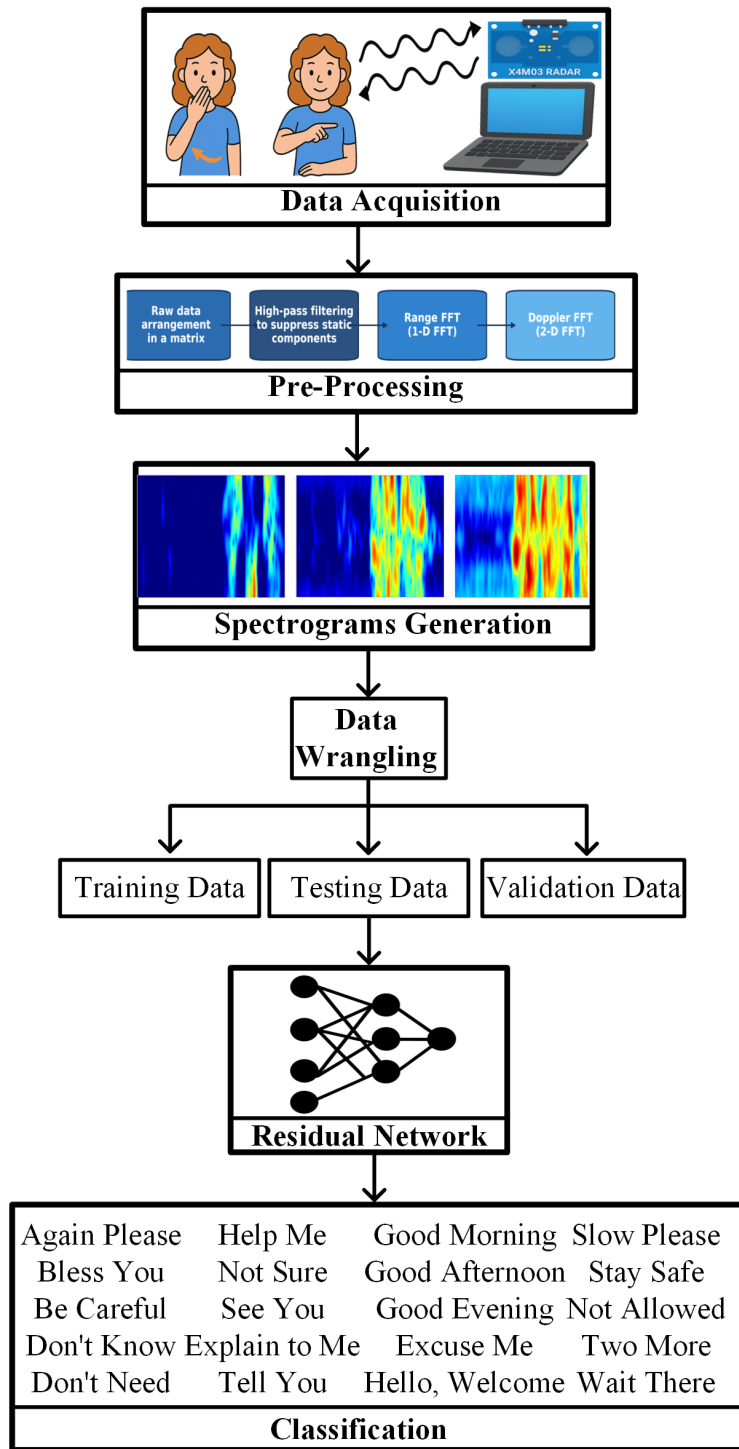 X4M03 RADAR
Data Acquisition
Raw data
arrangement
in a matrix
High-pass filtering
to suppress static
components
Range FFT
(1-D FFT)
Doppler FFT
(2-D FFT)
Pre-Processing
Spectrograms Generation
Data
Wrangling
Training Data
Testing Data
Validation Data
Residual Network
Again Please Help Me Good Morning Slow Please
Bless You Not Sure Good Afternoon Stay Safe
Be Careful See You Good Evening Not Allowed
Don't Know Explain to Me Excuse Me Two More
Don't Need Tell You Hello, Welcome Wait There
Classification